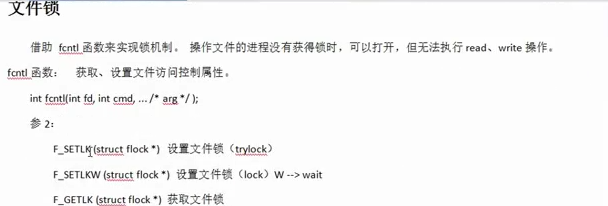 文件锁
借助 fcntl 函数来实现锁机制。 操作文件的进程没有获得锁时，可以打开，但无法执行 read、write 操作。
fcntl 函数： 获取、设置文件访问控制属性。
int fcntl(int fd, int cmd, ... /* arg */ );
参 2：
F_SETLK (struct flock *) 设置文件锁（trylock）
F_SETLKW (struct flock *) 设置文件锁（lock）W --> wait
F_GETLK (struct flock *) 获取文件锁